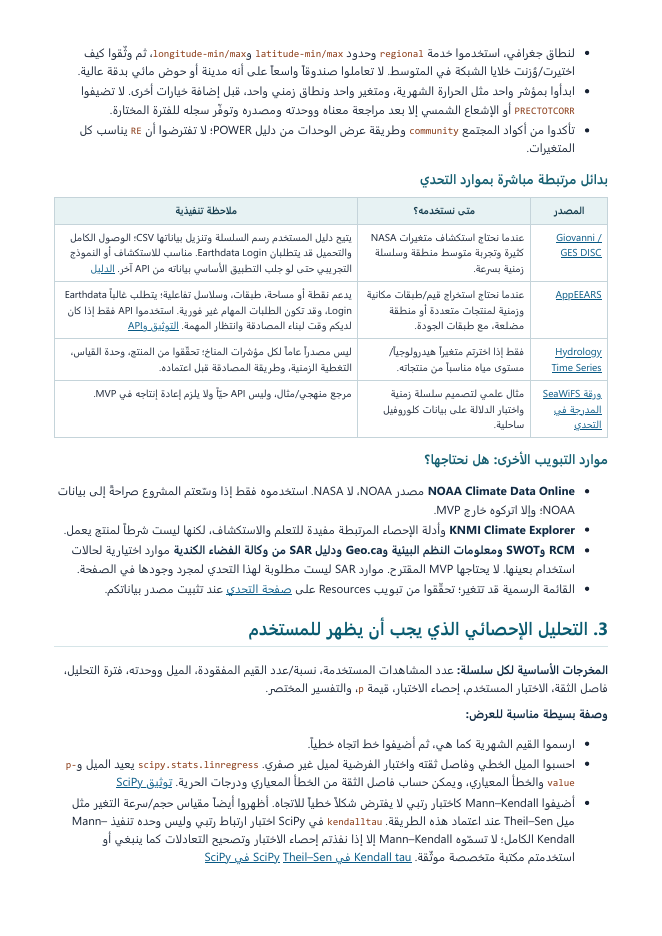 لنطاق جغرافي، استخدموا خدمة regional وحدود latitude-min/max وlongitude-min/max، ثم وثّقوا كيف
اختيرت/وُزنت خلايا الشبكة في المتوسط. لا تعاملوا صندوقاً واسعاً على أنه مدينة أو حوض مائي بدقة عالية.
ابدأوا بمؤشر واحد مثل الحرارة الشهرية، ومتغير واحد ونطاق زمني واحد، قبل إضافة خيارات أخرى. لا تضيفوا
PRECTOTCORR أو الإشعاع الشمسي إلا بعد مراجعة معناه ووحدته ومصدره وتوفّر سجله للفترة المختارة.
تأكدوا من أكواد المجتمع community وطريقة عرض الوحدات من دليل POWER؛ لا تفترضوا أن RE يناسب كل
المتغيرات.
بدائل مرتبطة مباشرة بموارد التحدي
المصدر
متى نستخدمه؟
ملاحظة تنفيذية
Giovanni /
GES DISC
عندما نحتاج استكشاف متغيرات NASA
كثيرة وتجربة متوسط منطقة وسلسلة
زمنية بسرعة.
يتيح دليل المستخدم رسم السلسلة وتنزيل بياناتها CSV؛ الوصول الكامل
والتحميل قد يتطلبان Earthdata Login. مناسب للاستكشاف أو النموذج
التجريبي حتى لو جلب التطبيق الأساسي بياناته من API آخر. الدليل
AppEEARS
عندما نحتاج استخراج قيم/طبقات مكانية
وزمنية لمنتجات متعددة أو منطقة
مضلعة، مع طبقات الجودة.
يدعم نقطة أو مساحة، طبقات، وسلاسل تفاعلية؛ يتطلب غالباً Earthdata
Login، وقد تكون الطلبات المهام غير فورية. استخدموا API فقط إذا كان
لديكم وقت لبناء المصادقة وانتظار المهمة. التوثيق وAPI
Hydrology
Time Series
فقط إذا اخترتم متغيراً هيدرولوجياً/
مستوى مياه مناسباً من منتجاته.
ليس مصدراً عاماً لكل مؤشرات المناخ؛ تحقّقوا من المنتج، وحدة القياس،
التغطية الزمنية، وطريقة المصادقة قبل اعتماده.
ورقة SeaWiFS
المدرجة في
التحدي
مثال علمي لتصميم سلسلة زمنية
واختبار الدلالة على بيانات كلوروفيل
ساحلية.
مرجع منهجي/مثال، وليس API حيّاً ولا يلزم إعادة إنتاجه في MVP.
موارد التبويب الأخرى: هل نحتاجها؟
NOAA Climate Data Online مصدر NOAA، لا NASA. استخدموه فقط إذا وسّعتم المشروع صراحةً إلى بيانات
NOAA؛ وإلا اتركوه خارج MVP.
KNMI Climate Explorer وأدلة الإحصاء المرتبطة مفيدة للتعلم والاستكشاف، لكنها ليست شرطاً لمنتج يعمل.
RCM وSWOT ومعلومات النظم البيئية وGeo.ca ودليل SAR من وكالة الفضاء الكندية موارد اختيارية لحالات
استخدام بعينها. لا يحتاجها MVP المقترح. موارد SAR ليست مطلوبة لهذا التحدي لمجرد وجودها في الصفحة.
القائمة الرسمية قد تتغير؛ تحقّقوا من تبويب Resources على صفحة التحدي عند تثبيت مصدر بياناتكم.
3. التحليل الإحصائي الذي يجب أن يظهر للمستخدم
المخرجات الأساسية لكل سلسلة: عدد المشاهدات المستخدمة، نسبة/عدد القيم المفقودة، الميل ووحدته، فترة التحليل،
فاصل الثقة، الاختبار المستخدم، إحصاء الاختبار، قيمة p، والتفسير المختصر.
وصفة بسيطة مناسبة للعرض:
ارسموا القيم الشهرية كما هي، ثم أضيفوا خط اتجاه خطياً.
احسبوا الميل الخطي وفاصل ثقته واختبار الفرضية لميل غير صفري. scipy.stats.linregress يعيد الميل وp-
value والخطأ المعياري، ويمكن حساب فاصل الثقة من الخطأ المعياري ودرجات الحرية. توثيق SciPy
أضيفوا Mann–Kendall كاختبار رتبي لا يفترض شكلاً خطياً للاتجاه. أظهروا أيضاً مقياس حجم/سرعة التغير مثل
ميل Theil–Sen عند اعتماد هذه الطريقة. kendalltau في SciPy اختبار ارتباط رتبي وليس وحده تنفيذ Mann–
Kendall الكامل؛ لا تسمّوه Mann–Kendall إلا إذا نفذتم إحصاء الاختبار وتصحيح التعادلات كما ينبغي أو
استخدمتم مكتبة متخصصة موثّقة. Kendall tau في SciPy Theil–Sen في SciPy